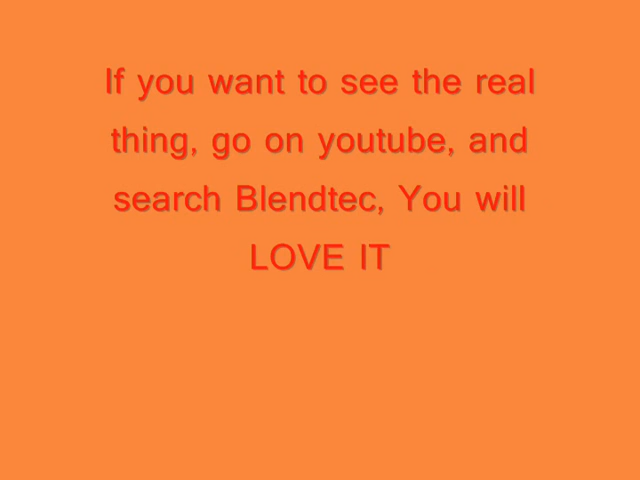 If you want to see the real
thing, go on youtube, and
search Blendtec, You will
LOVE IT